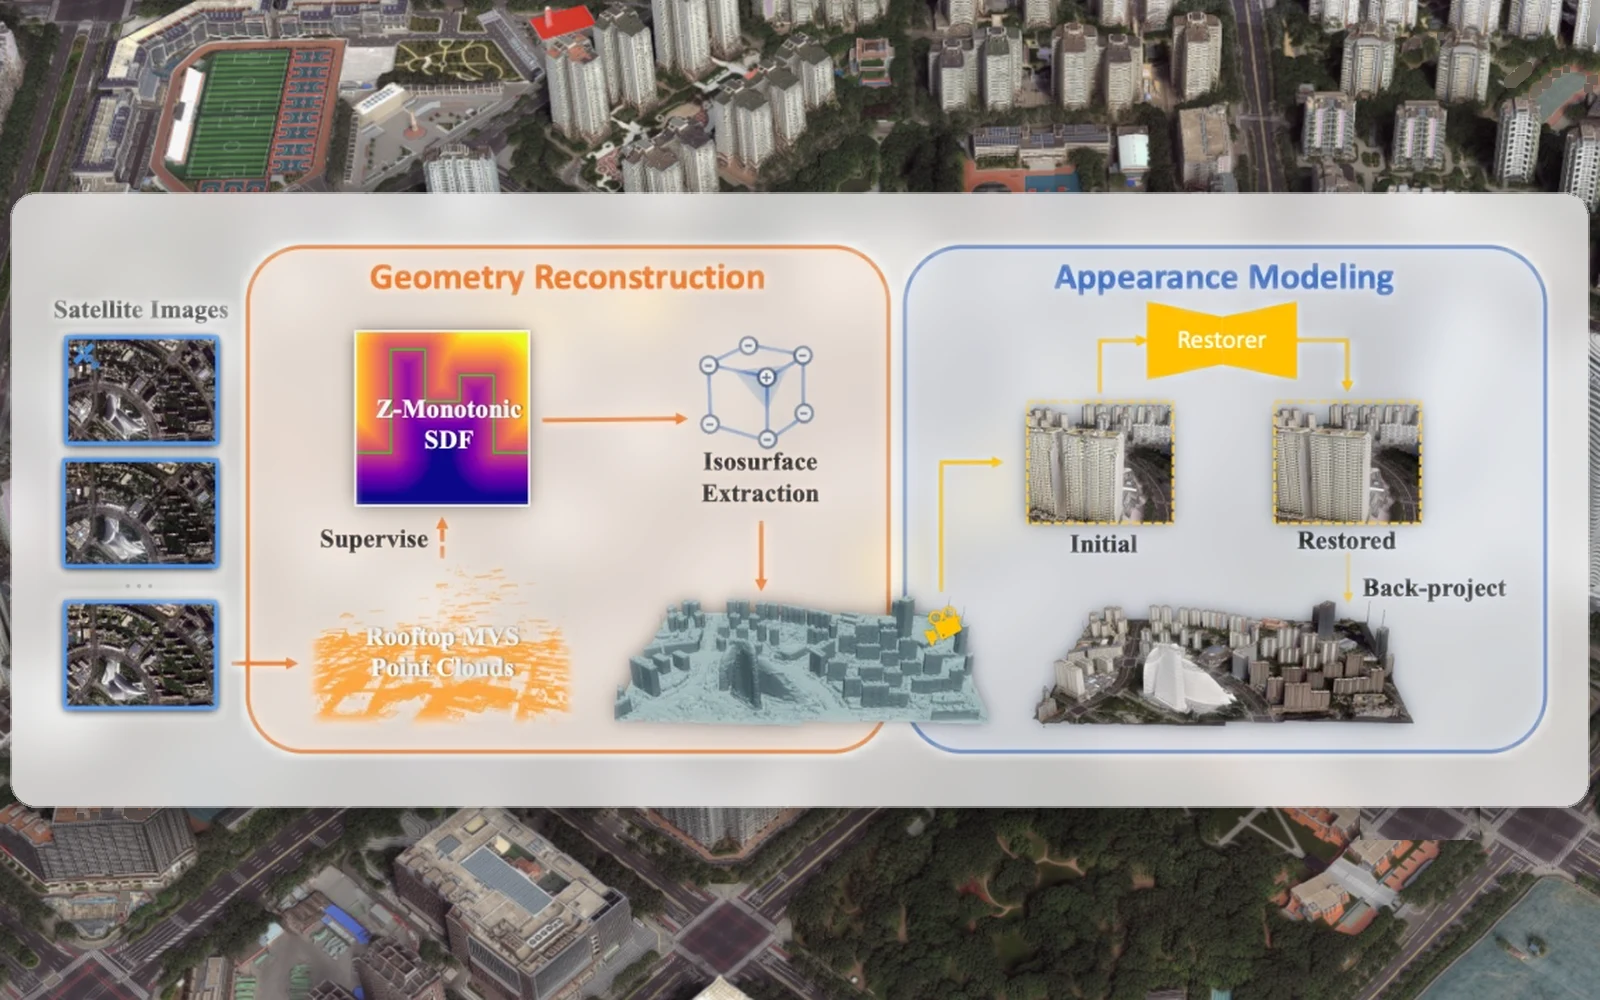 Satellite Images
Geometry Reconstruction
Z-Monotonic
SDF
Supervise
Rooftop MVS
Point Clouds
Isosurface
Extraction
Appearance Modeling
Restorer
Initial
Restored
Back-project